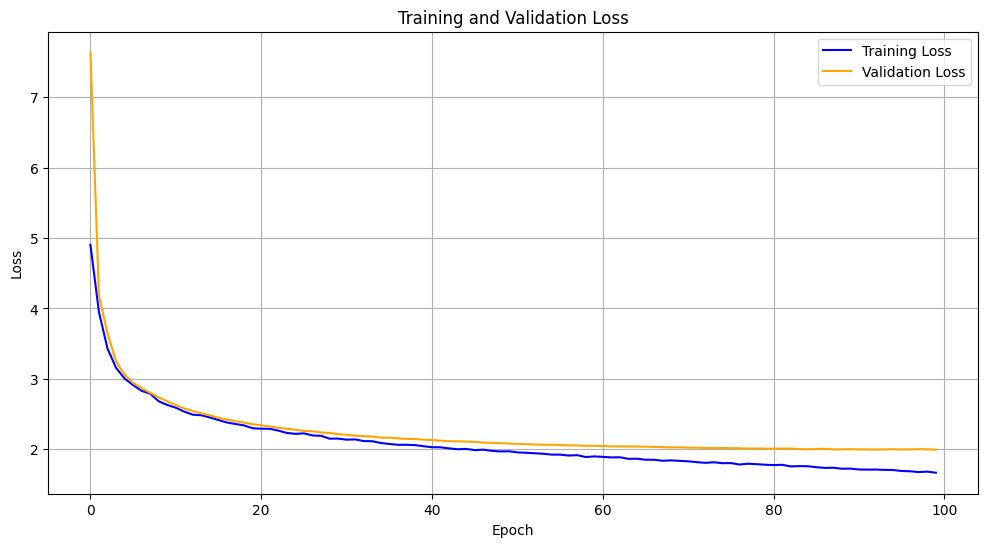 Training and Validation Loss
Training Loss
Validation Loss
7
6
5
4
3
2
Loss
0 20 40 60 80 100
Epoch